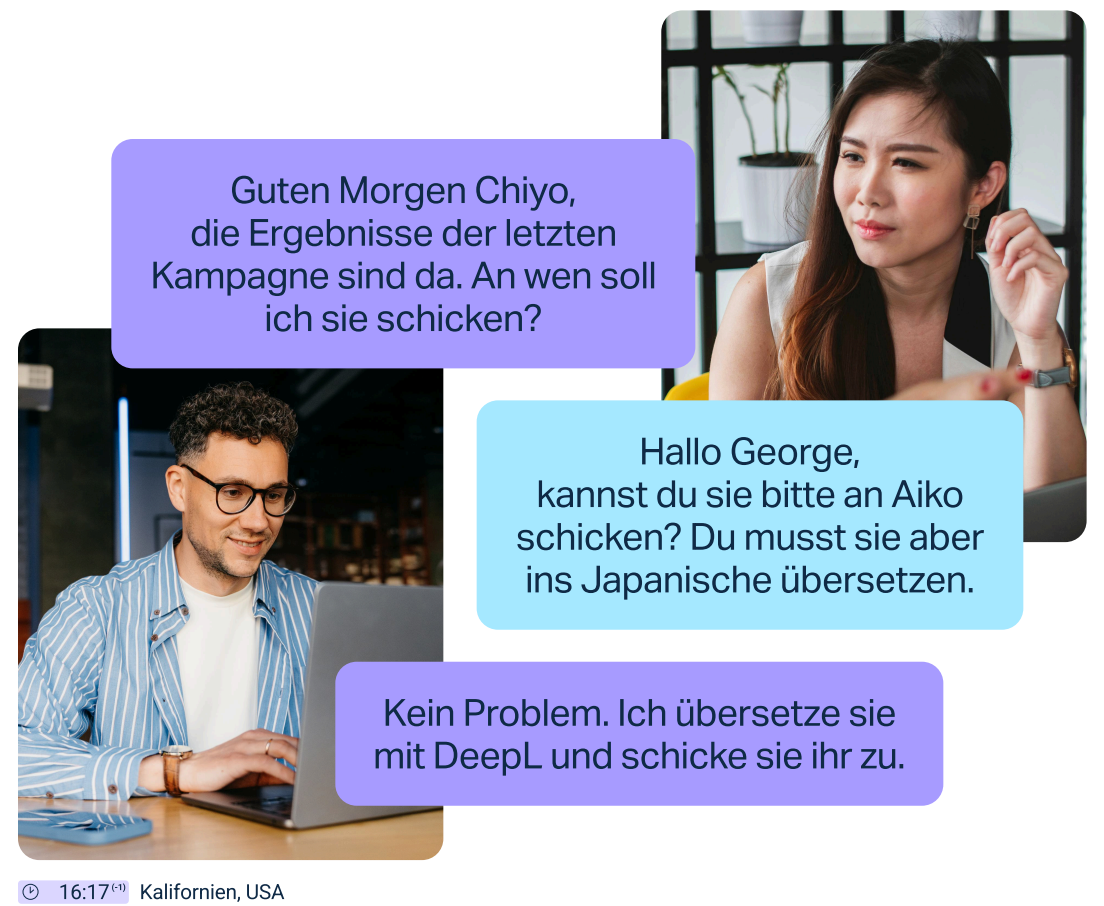 Guten Morgen Chiyo,
die Ergebnisse der letzten
Kampagne sind da. An wen soll
ich sie schicken?
Hallo George,
kannst du sie bitte an Aiko
schicken? Du musst sie aber
ins Japanische übersetzen.
Kein Problem. Ich übersetze sie
mit DeepL und schicke sie ihr zu.
16:17(-1) Kalifornien, USA